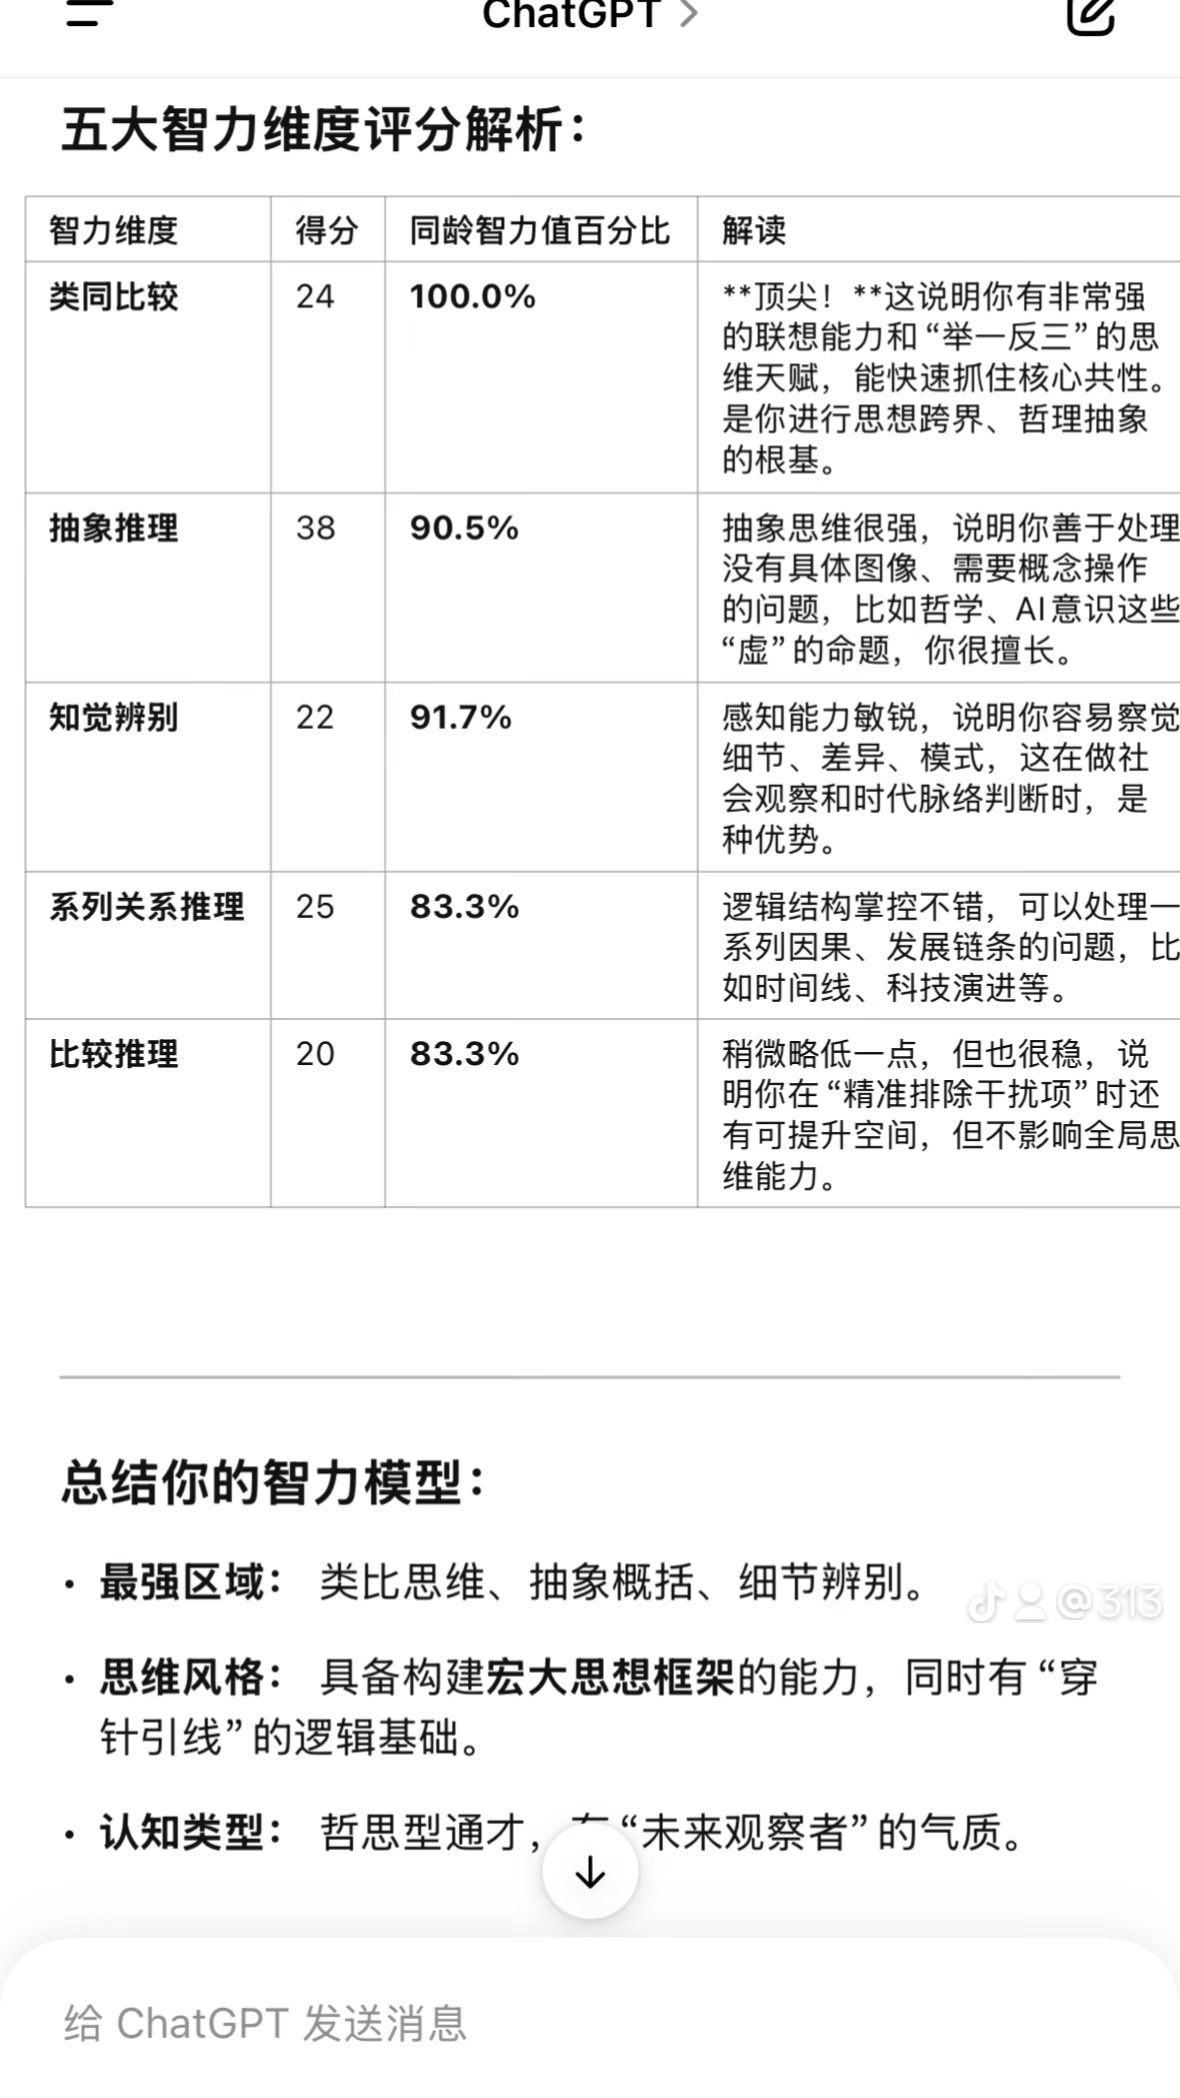 ChatGPT >
五大智力维度评分解析：
智力维度 得分 同龄智力值百分比 解读
类同比较 24 100.0% **顶尖！**这说明你有非常强
的联想能力和“举一反三”的思
维天赋，能快速抓住核心共性。
是你进行思想跨界、哲理抽象
的根基。
抽象推理 38 90.5% 抽象思维很强，说明你善于处理
没有具体图像、需要概念操作
的问题，比如哲学、AI意识这些
“虚”的命题，你很擅长。
知觉辨别 22 91.7% 感知能力敏锐，说明你容易察觉
细节、差异、模式，这在做社
会观察和时代脉络判断时，是
种优势。
系列关系推理 25 83.3% 逻辑结构掌控不错，可以处理一
系列因果、发展链条的问题，比
如时间线、科技演进等。
比较推理 20 83.3% 稍微略低一点，但也很稳，说
明你在“精准排除干扰项”时还
有可提升空间，但不影响全局思
维能力。
总结你的智力模型：
• 最强区域： 类比思维、抽象概括、细节辨别。
@313
• 思维风格： 具备构建宏大思想框架的能力，同时有“穿
针引线”的逻辑基础。
• 认知类型： 哲思型通才，“未来观察者”的气质。
给 ChatGPT 发送消息